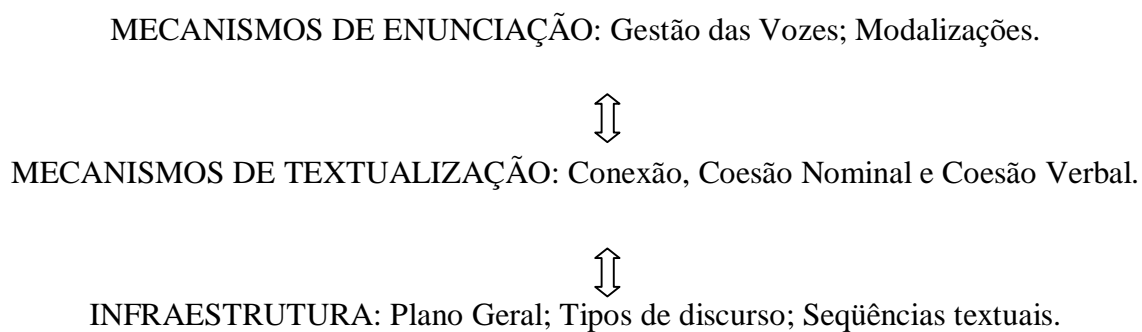 MECANISMOS DE ENUNCIAÇÃO: Gestão das Vozes; Modalizações.
MECANISMOS DE TEXTUALIZAÇÃO: Conexão, Coesão Nominal e Coesão Verbal.
INFRAESTRUTURA: Plano Geral; Tipos de discurso; Seqüências textuais.